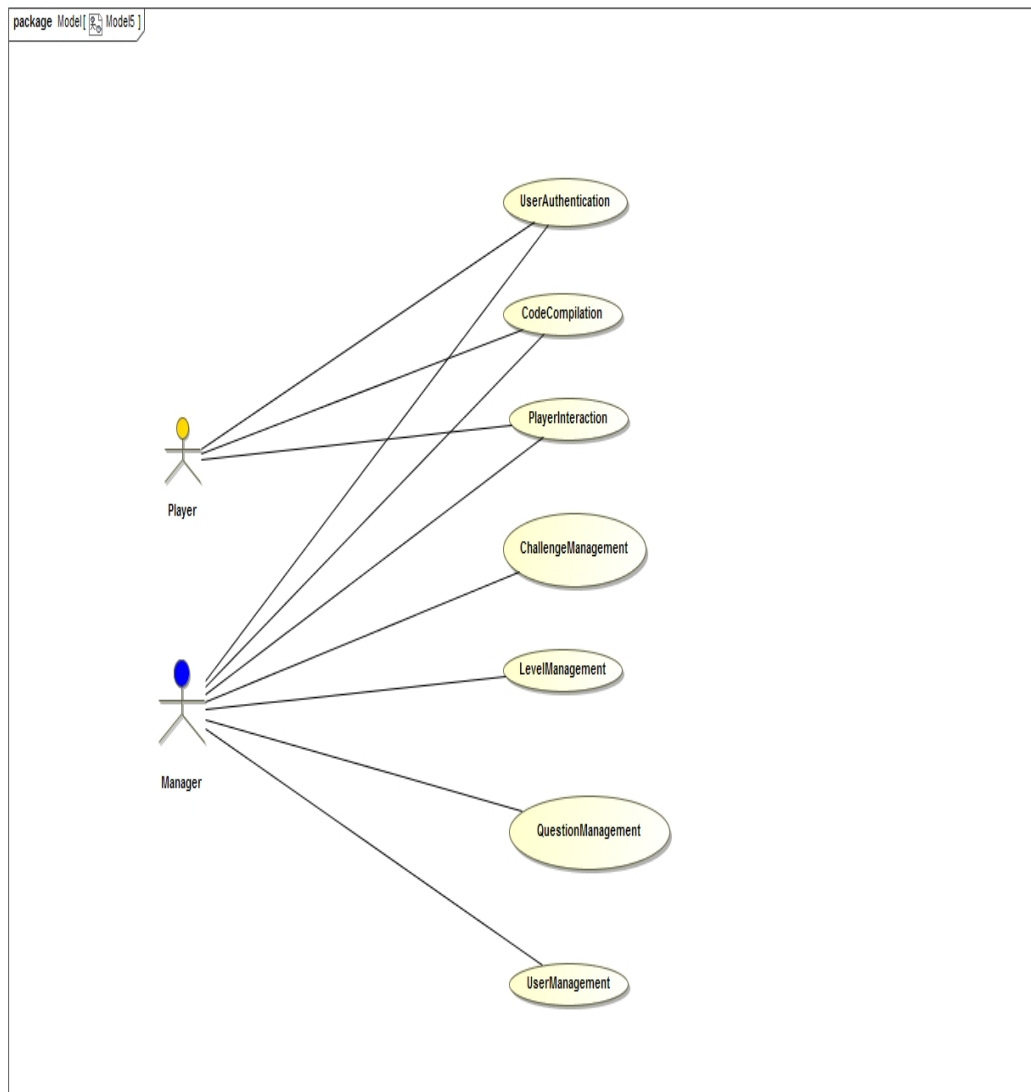 package Model[ Model5 ]
UserAuthentication
CodeCompilation
PlayerInteraction
Player
ChallengeManagement
LevelManagement
Manager
QuestionManagement
UserManagement